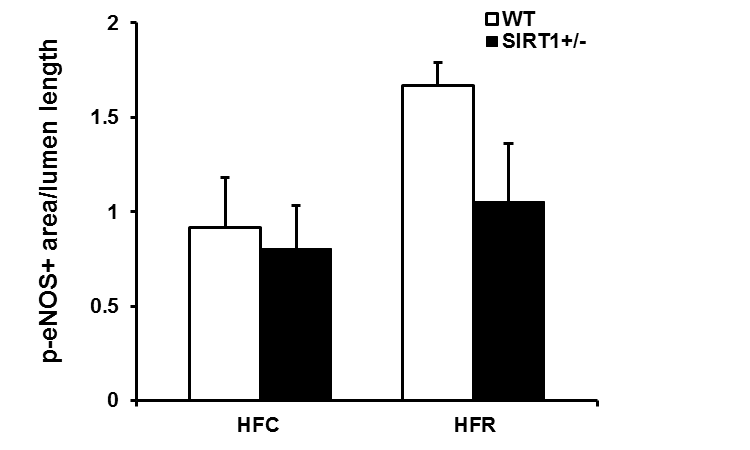 WT
SIRT1+/-
p-eNOS+ area/lumen length
2
1.5
1
0.5
0
HFC
HFR